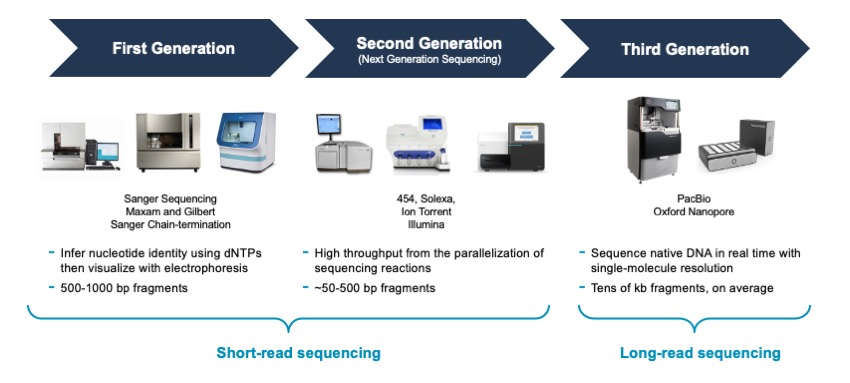 First Generation
Second Generation
(Next Generation Sequencing)
Third Generation
Sanger Sequencing
Maxam and Gilbert
Sanger Chain-termination
454, Solexa,
Ion Torrent
Illumina
PacBio
Oxford Nanopore
- Infer nucleotide identity using dNTPs
then visualize with electrophoresis
- 500-1000 bp fragments
- High throughput from the parallelization of
sequencing reactions
- ~50-500 bp fragments
- Sequence native DNA in real time with
single-molecule resolution
- Tens of kb fragments, on average
Short-read sequencing
Long-read sequencing